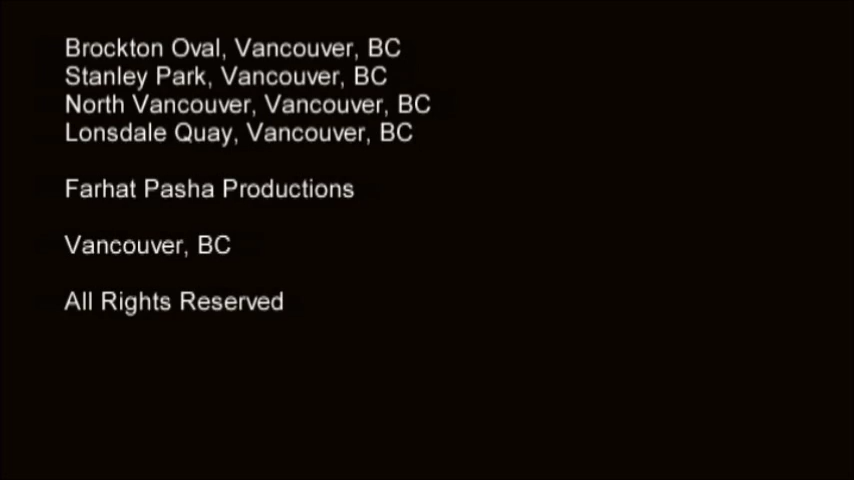 Brockton Oval, Vancouver, BC
Stanley Park, Vancouver, BC
North Vancouver, Vancouver, BC
Lonsdale Quay, Vancouver, BC
Farhat Pasha Productions
Vancouver, BC
All Rights Reserved